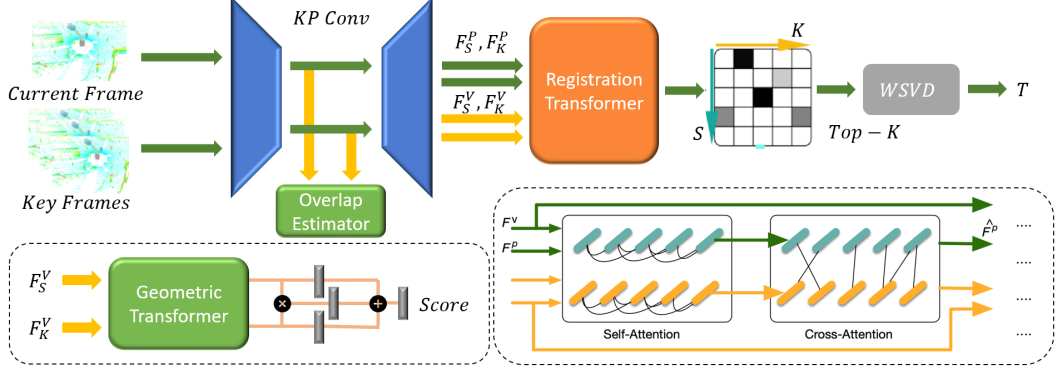 KP Conv
Current Frame
Key Frames
Overlap
Estimator
F_S^P, F_K^P
F_S^V, F_K^V
Registration
Transformer
K
S
Top − K
WSVD
T
F_S^V
F_K^V
Geometric
Transformer
×
+
Score
F^v
F^p
Self-Attention
Cross-Attention
F̂^p
....
....
....
....